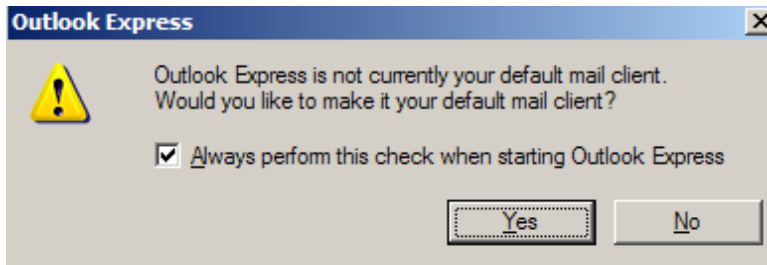 Outlook Express
Outlook Express is not currently your default mail client.
Would you like to make it your default mail client?
Always perform this check when starting Outlook Express
Yes No